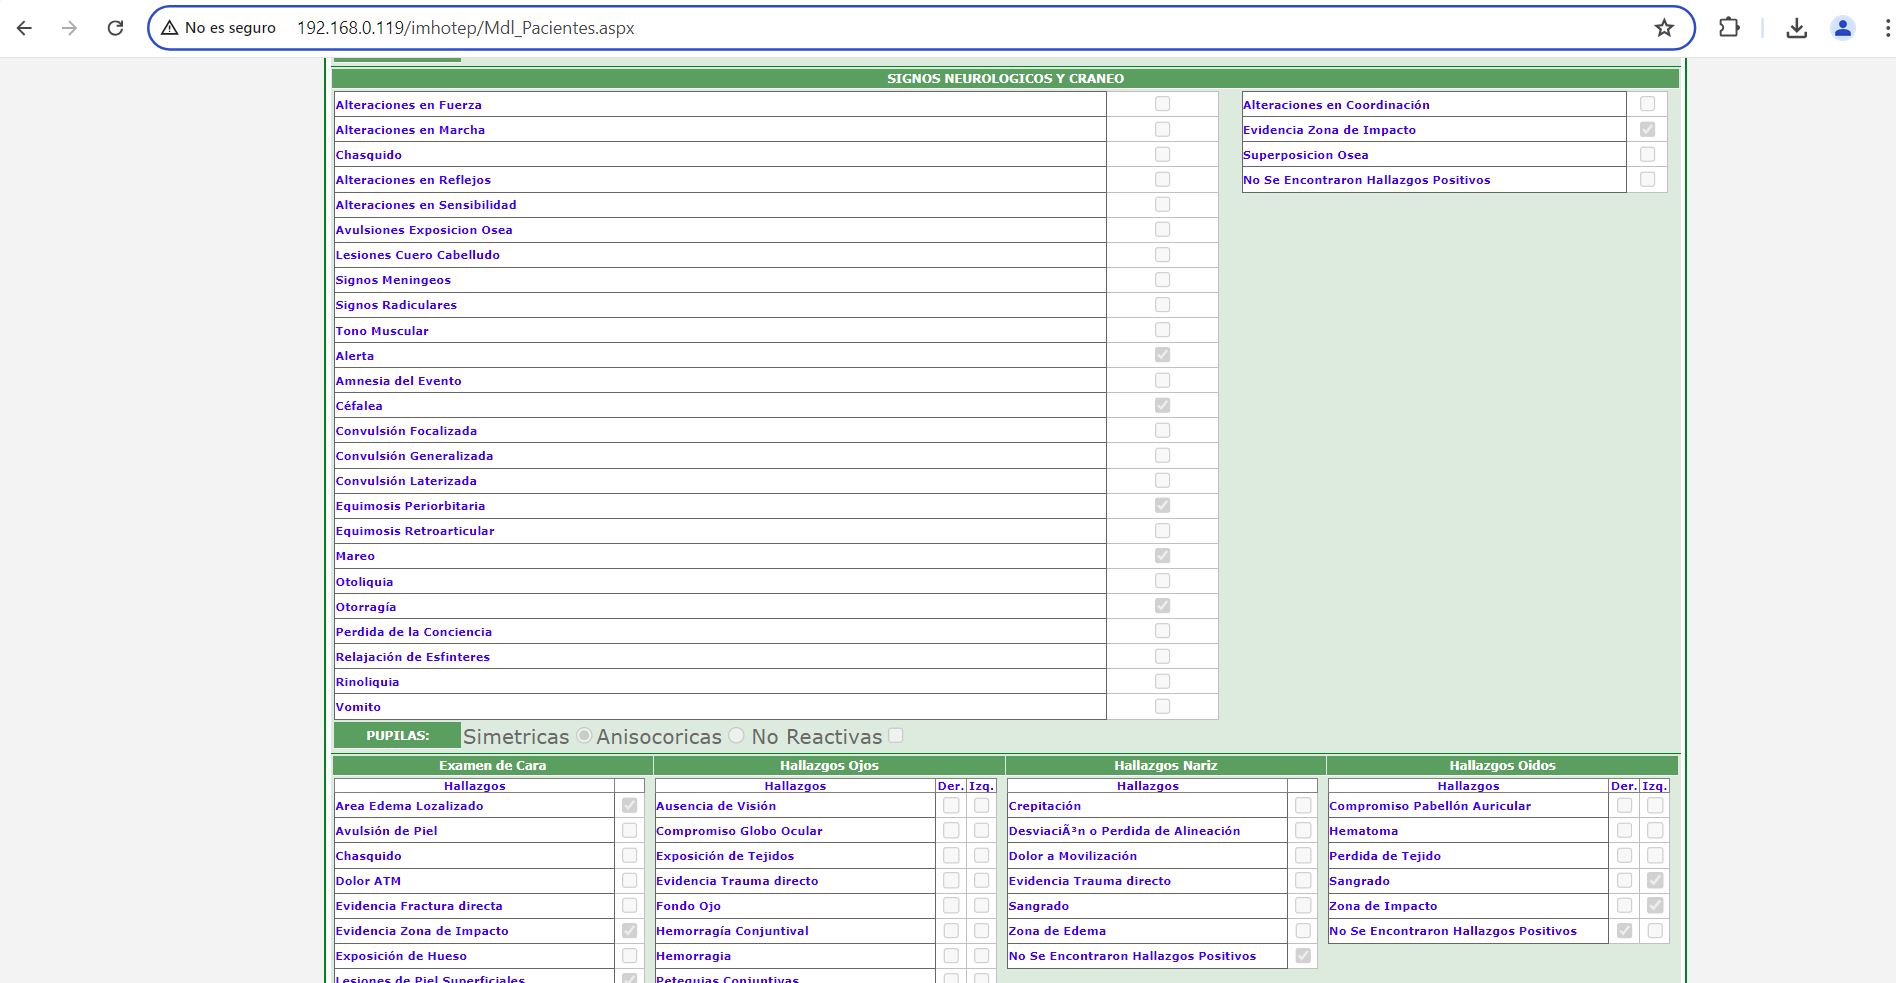 No es seguro 192.168.0.119/imhotep/Mdl_Pacientes.aspx
SIGNOS NEUROLOGICOS Y CRANEO
Alteraciones en Fuerza
Alteraciones en Marcha
Chasquido
Alteraciones en Reflejos
Alteraciones en Sensibilidad
Avulsiones Exposicion Osea
Lesiones Cuero Cabelludo
Signos Meningeos
Signos Radiculares
Tono Muscular
Alerta
Amnesia del Evento
Céfalea
Convulsión Focalizada
Convulsión Generalizada
Convulsión Laterizada
Equimosis Periorbitaria
Equimosis Retroarticular
Mareo
Otoliquia
Otorragía
Perdida de la Conciencia
Relajación de Esfinteres
Rinoliquia
Vomito
Alteraciones en Coordinación
Evidencia Zona de Impacto
Superposicion Osea
No Se Encontraron Hallazgos Positivos
PUPILAS: Simetricas Anisocoricas No Reactivas
Examen de Cara
Hallazgos
Area Edema Lozalizado
Avulsión de Piel
Chasquido
Dolor ATM
Evidencia Fractura directa
Evidencia Zona de Impacto
Exposición de Hueso
Lesiones de Piel Superficiales
Hallazgos Ojos
Hallazgos Der. Izq.
Ausencia de Visión
Compromiso Globo Ocular
Exposición de Tejidos
Evidencia Trauma directo
Fondo Ojo
Hemorragía Conjuntival
Hemorragia
Petequias Conjuntivas
Hallazgos Nariz
Hallazgos
Crepitación
DesviaciÃ³n o Perdida de Alineación
Dolor a Movilización
Evidencia Trauma directo
Sangrado
Zona de Edema
No Se Encontraron Hallazgos Positivos
Hallazgos Oidos
Hallazgos Der. Izq.
Compromiso Pabellón Auricular
Hematoma
Perdida de Tejido
Sangrado
Zona de Impacto
No Se Encontraron Hallazgos Positivos